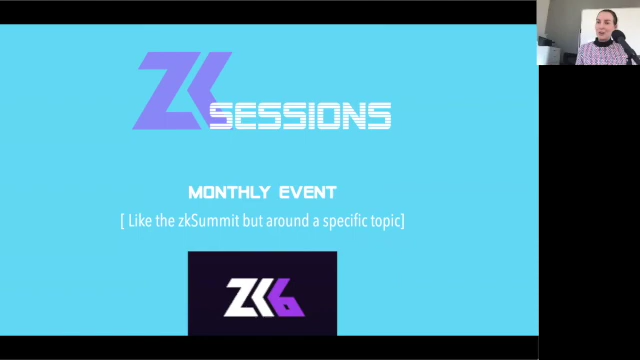 ZK SESSIONS
MONTHLY EVENT
[ Like the zkSummit but around a specific topic]
ZK6